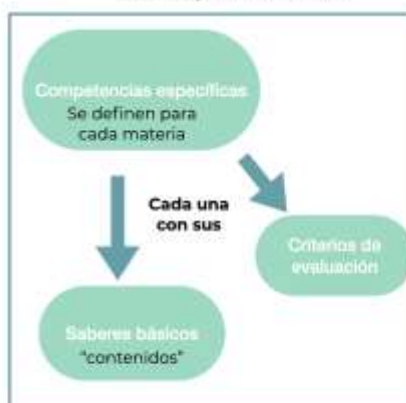 Competencias específicas
Se definen para
cada materia
Cada una
con sus
Criterios de
evaluación
Saberes básicos
“contenidos”